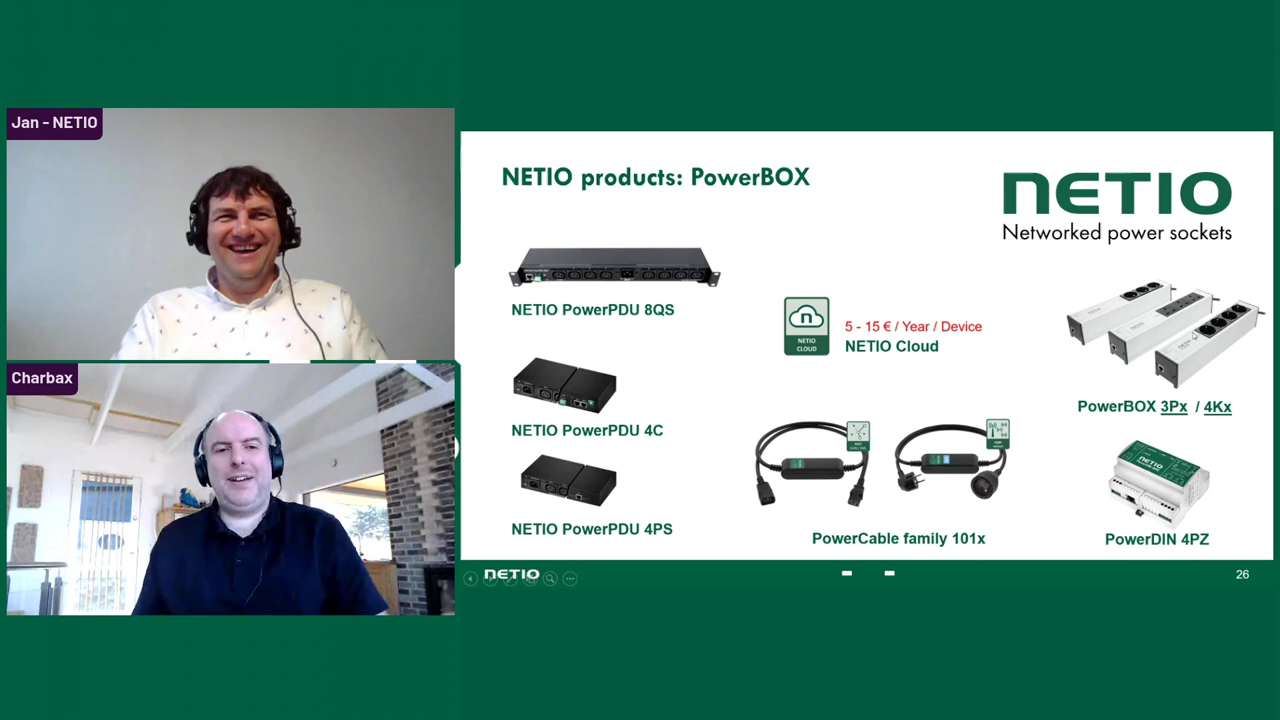 Jan - NETIO
Charbax
NETIO products: PowerBOX
NETIO
Networked power sockets
NETIO PowerPDU 8QS
NETIO PowerPDU 4C
NETIO PowerPDU 4PS
n
NETIO
CLOUD
5 - 15 € / Year / Device
NETIO Cloud
PowerCable family 101x
PowerBOX 3Px / 4Kx
NETIO
PowerDIN 4PZ
NETIO
26